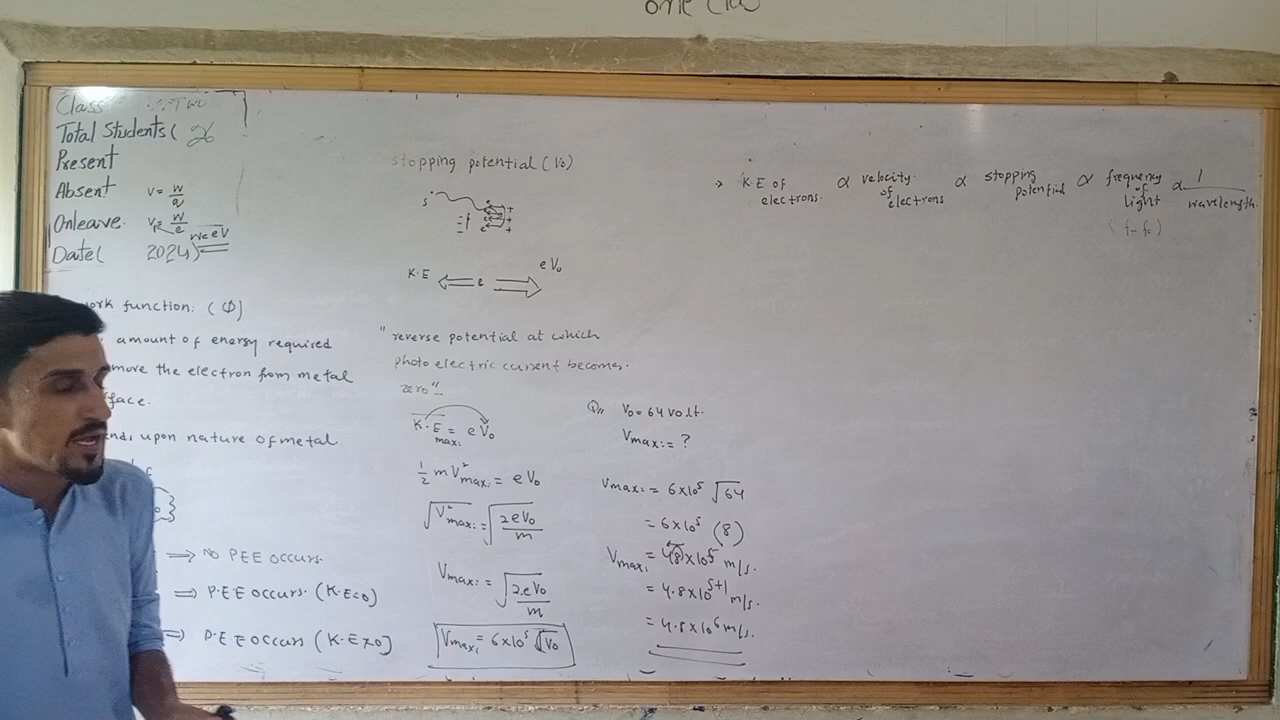 one
Class TWO
Total Students ( 26
Present
Absent V = W/q
Onleave. V = W/e W = eV
Date( 2024)
work function: (Φ)
amount of energy required
move the electron from metal
face.
upon nature of metal
⇒ NO PEE occurs.
⇒ P.E.E occurs. (K.E=0)
⇒ P.E.E occurs (K.E≠0)
stopping potential (V₀)
K.E e eV₀
"reverse potential at which
photo electric current becomes.
zero"
K.E max: = eV₀
1/2 mV²max: = eV₀
√V²max: = √2eV₀/m
Vmax: = √2eV₀/m
Vmax: = 6×10⁵ √V₀
Q,, V₀ = 64 volt.
Vmax: = ?
Vmax: = 6×10⁵ √64
= 6×10⁵ (8)
Vmax: = 48×10⁵ m/s.
= 4.8×10⁵⁺¹ m/s.
= 4.8×10⁶ m/s.
→ K.E of electrons. ∝ velocity of electrons ∝ stopping potential ∝ frequency of light ∝ 1/wavelength.
(f-f₀)